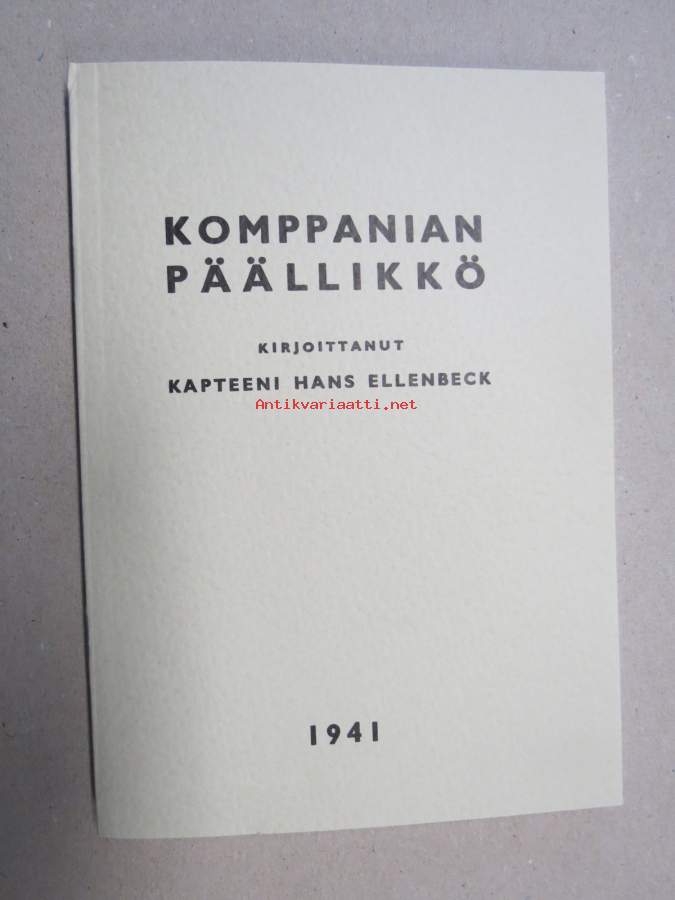 KOMPPANIAN
PÄÄLLIKKÖ
KIRJOITTANUT
KAPTEENI HANS ELLENBECK
Antikvariaatti.net
1941